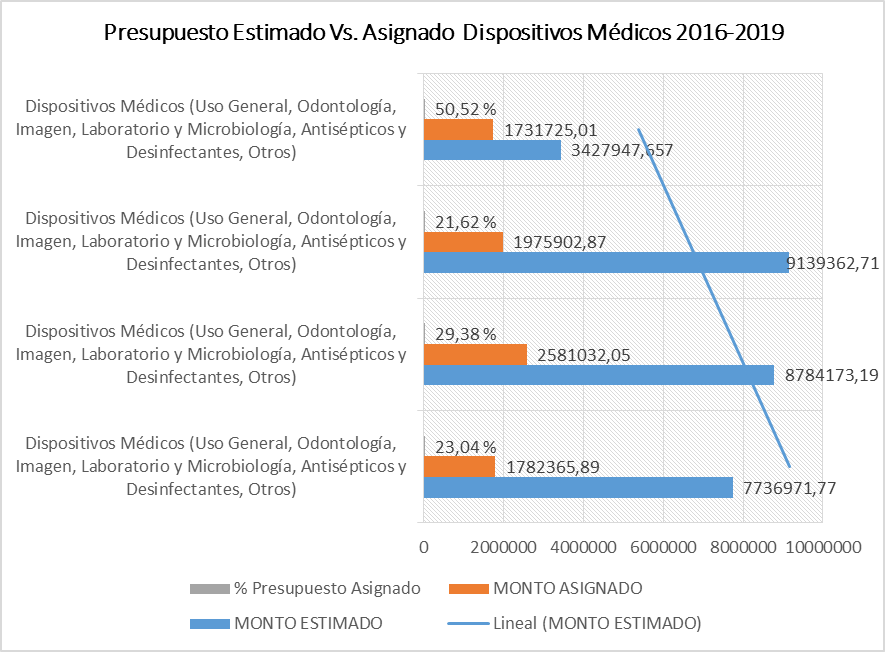 Presupuesto Estimado Vs. Asignado  Dispositivos Médicos 2016-2019
Dispositivos Médicos (Uso General, Odontología,
Imagen, Laboratorio y Microbiología, Antisépticos y
Desinfectantes, Otros)
50,52 %
1731725,01
3427947,657
Dispositivos Médicos (Uso General, Odontología,
Imagen, Laboratorio y Microbiología, Antisépticos y
Desinfectantes, Otros)
21,62 %
1975902,87
9139362,71
Dispositivos Médicos (Uso General, Odontología,
Imagen, Laboratorio y Microbiología, Antisépticos y
Desinfectantes, Otros)
29,38 %
2581032,05
8784173,19
Dispositivos Médicos (Uso General, Odontología,
Imagen, Laboratorio y Microbiología, Antisépticos y
Desinfectantes, Otros)
23,04 %
1782365,89
7736971,77
0 2000000 4000000 6000000 8000000 10000000
% Presupuesto Asignado MONTO ASIGNADO
MONTO ESTIMADO Lineal (MONTO ESTIMADO)